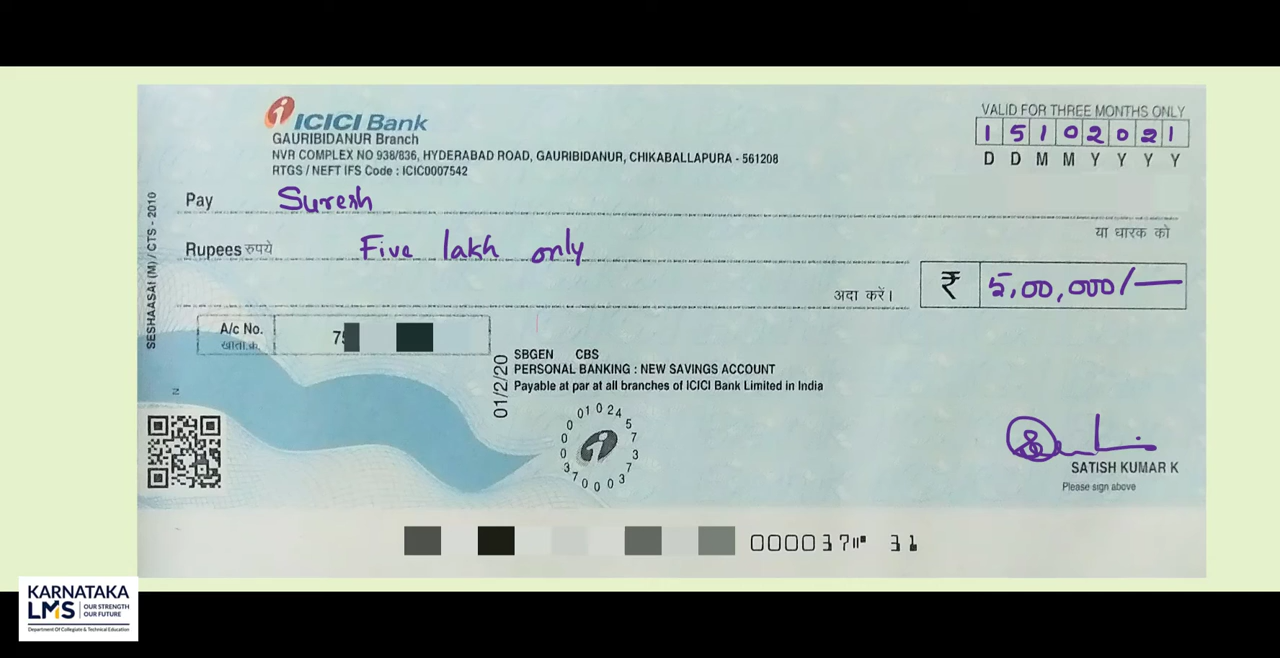 ICICI Bank
GAURIBIDANUR Branch
NVR COMPLEX NO 938/836, HYDERABAD ROAD, GAURIBIDANUR, CHIKABALLAPURA - 561208
RTGS / NEFT IFS Code : ICIC0007542
VALID FOR THREE MONTHS ONLY
1 5 1 0 2 0 2 1
D D M M Y Y Y Y
Pay Suresh
या धारक को
Rupees रुपये Five lakh only
अदा करें। ₹ 5,00,000/—
A/c No.
खाता.क्र. 7
SESHAASAI (M) / CTS - 2010
01/2/20
SBGEN CBS
PERSONAL BANKING : NEW SAVINGS ACCOUNT
Payable at par at all branches of ICICI Bank Limited in India
SATISH KUMAR K
Please sign above
000037⑈ 31
KARNATAKA
LMS OUR STRENGTH
OUR FUTURE
Department Of Collegiate & Technical Education